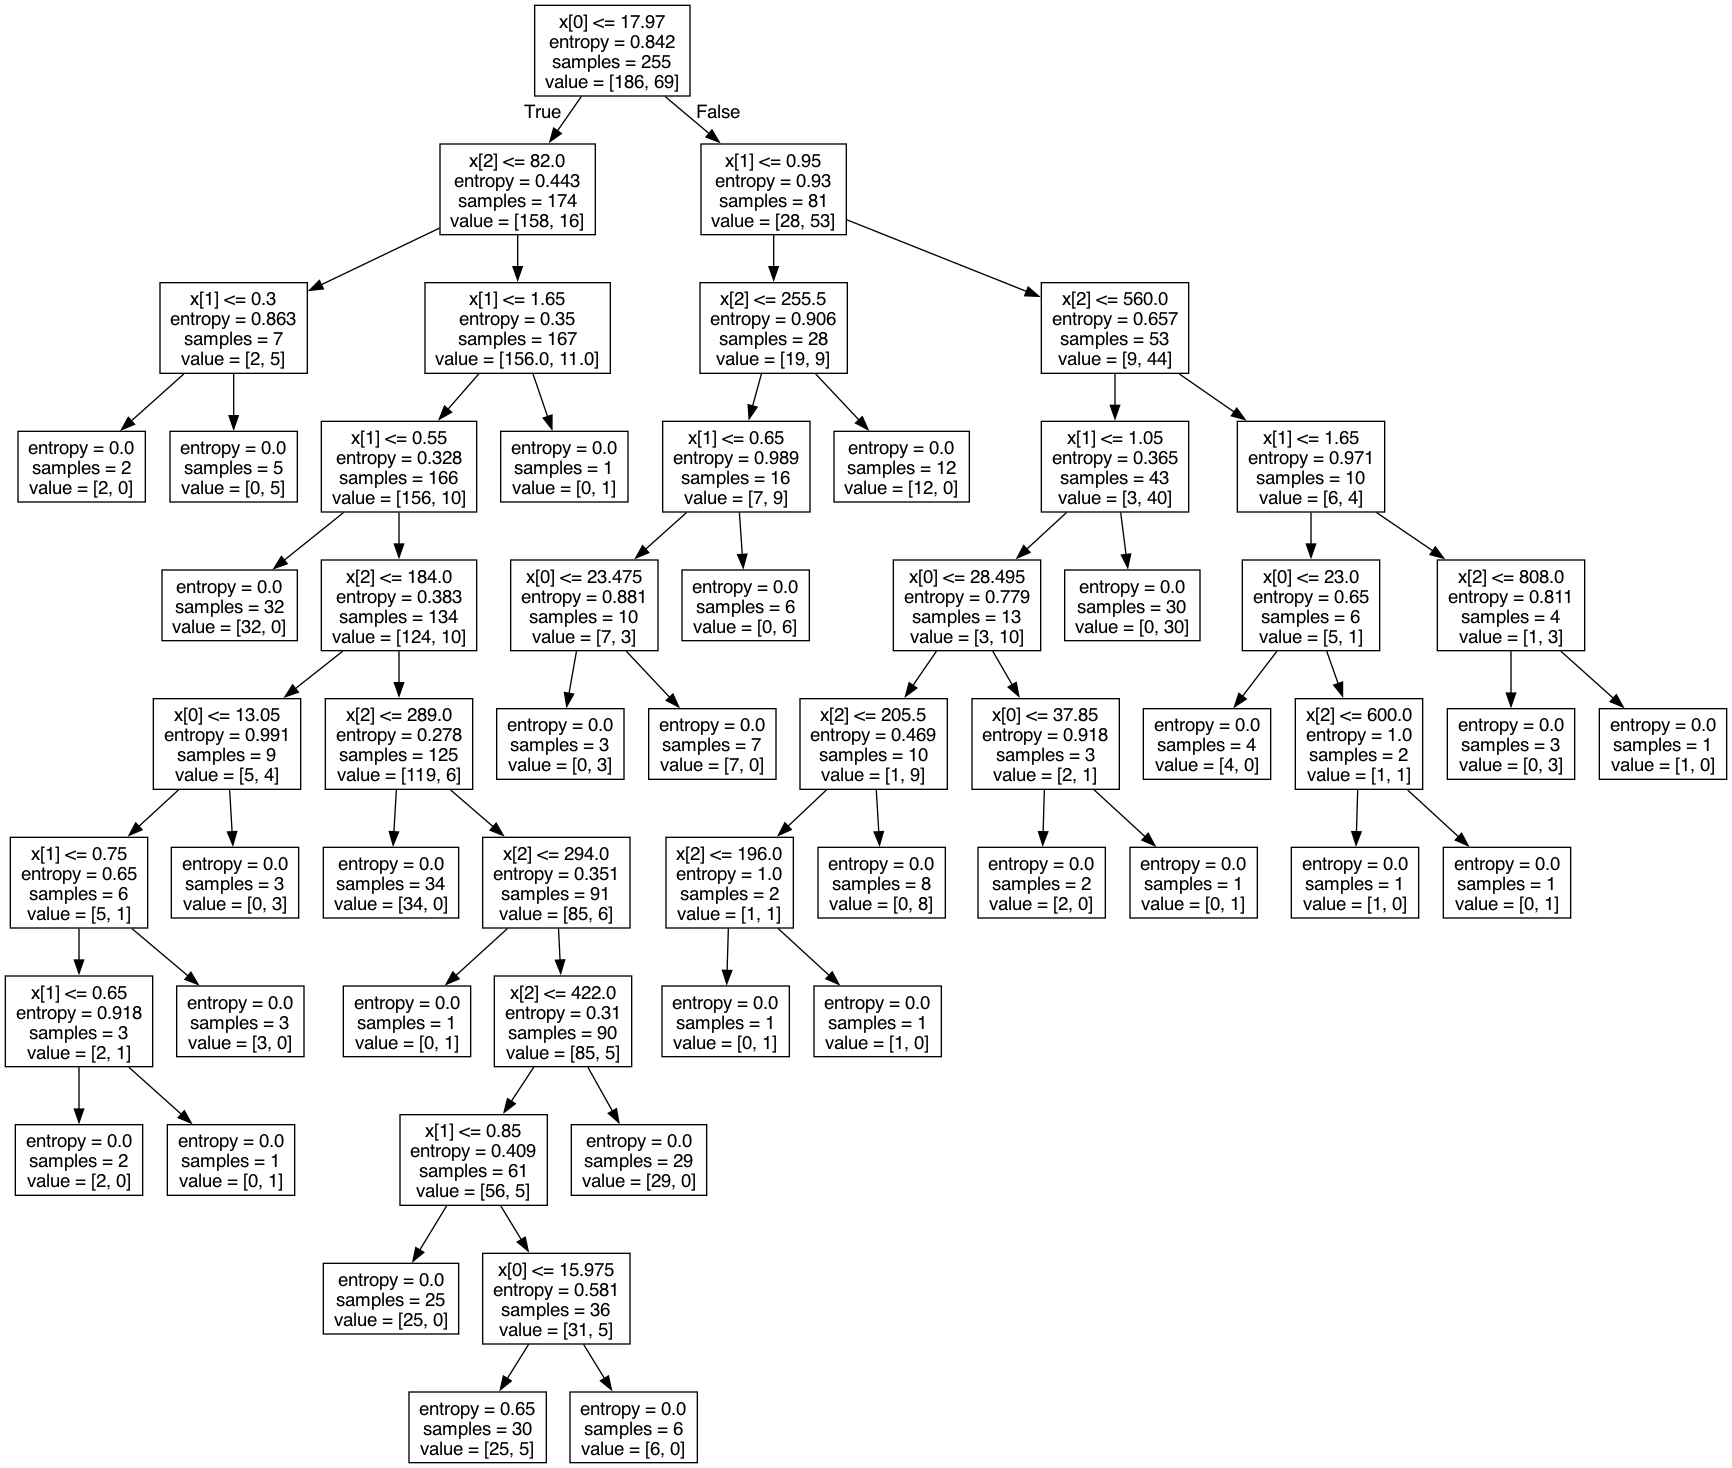 x[0] <= 17.97
entropy = 0.842
samples = 255
value = [186, 69]
True
False
x[2] <= 82.0
entropy = 0.443
samples = 174
value = [158, 16]
x[1] <= 0.95
entropy = 0.93
samples = 81
value = [28, 53]
x[1] <= 0.3
entropy = 0.863
samples = 7
value = [2, 5]
x[1] <= 1.65
entropy = 0.35
samples = 167
value = [156.0, 11.0]
x[2] <= 255.5
entropy = 0.906
samples = 28
value = [19, 9]
x[2] <= 560.0
entropy = 0.657
samples = 53
value = [9, 44]
entropy = 0.0
samples = 2
value = [2, 0]
entropy = 0.0
samples = 5
value = [0, 5]
x[1] <= 0.55
entropy = 0.328
samples = 166
value = [156, 10]
entropy = 0.0
samples = 1
value = [0, 1]
x[1] <= 0.65
entropy = 0.989
samples = 16
value = [7, 9]
entropy = 0.0
samples = 12
value = [12, 0]
x[1] <= 1.05
entropy = 0.365
samples = 43
value = [3, 40]
x[1] <= 1.65
entropy = 0.971
samples = 10
value = [6, 4]
entropy = 0.0
samples = 32
value = [32, 0]
x[2] <= 184.0
entropy = 0.383
samples = 134
value = [124, 10]
x[0] <= 23.475
entropy = 0.881
samples = 10
value = [7, 3]
entropy = 0.0
samples = 6
value = [0, 6]
x[0] <= 28.495
entropy = 0.779
samples = 13
value = [3, 10]
entropy = 0.0
samples = 30
value = [0, 30]
x[0] <= 23.0
entropy = 0.65
samples = 6
value = [5, 1]
x[2] <= 808.0
entropy = 0.811
samples = 4
value = [1, 3]
x[0] <= 13.05
entropy = 0.991
samples = 9
value = [5, 4]
x[2] <= 289.0
entropy = 0.278
samples = 125
value = [119, 6]
entropy = 0.0
samples = 3
value = [0, 3]
entropy = 0.0
samples = 7
value = [7, 0]
x[2] <= 205.5
entropy = 0.469
samples = 10
value = [1, 9]
x[0] <= 37.85
entropy = 0.918
samples = 3
value = [2, 1]
entropy = 0.0
samples = 4
value = [4, 0]
x[2] <= 600.0
entropy = 1.0
samples = 2
value = [1, 1]
entropy = 0.0
samples = 3
value = [0, 3]
entropy = 0.0
samples = 1
value = [1, 0]
x[1] <= 0.75
entropy = 0.65
samples = 6
value = [5, 1]
entropy = 0.0
samples = 3
value = [0, 3]
entropy = 0.0
samples = 34
value = [34, 0]
x[2] <= 294.0
entropy = 0.351
samples = 91
value = [85, 6]
x[2] <= 196.0
entropy = 1.0
samples = 2
value = [1, 1]
entropy = 0.0
samples = 8
value = [0, 8]
entropy = 0.0
samples = 2
value = [2, 0]
entropy = 0.0
samples = 1
value = [0, 1]
entropy = 0.0
samples = 1
value = [1, 0]
entropy = 0.0
samples = 1
value = [0, 1]
x[1] <= 0.65
entropy = 0.918
samples = 3
value = [2, 1]
entropy = 0.0
samples = 3
value = [3, 0]
entropy = 0.0
samples = 1
value = [0, 1]
x[2] <= 422.0
entropy = 0.31
samples = 90
value = [85, 5]
entropy = 0.0
samples = 1
value = [0, 1]
entropy = 0.0
samples = 1
value = [1, 0]
entropy = 0.0
samples = 2
value = [2, 0]
entropy = 0.0
samples = 1
value = [0, 1]
x[1] <= 0.85
entropy = 0.409
samples = 61
value = [56, 5]
entropy = 0.0
samples = 29
value = [29, 0]
entropy = 0.0
samples = 25
value = [25, 0]
x[0] <= 15.975
entropy = 0.581
samples = 36
value = [31, 5]
entropy = 0.65
samples = 30
value = [25, 5]
entropy = 0.0
samples = 6
value = [6, 0]